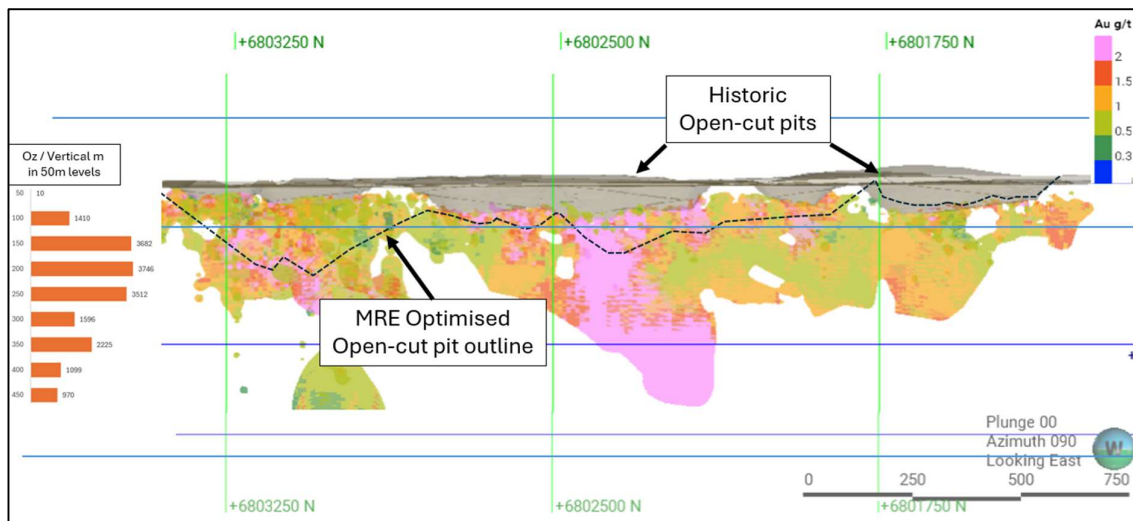 +6803250 N
+6802500 N
+6801750 N
Au g/t
2
1.5
1
0.5
0.3
Historic
Open-cut pits
Oz / Vertical m
in 50m levels
50 10
100 1410
150 3682
200 3746
250 3512
300 1596
350 2225
400 1099
450 970
MRE Optimised
Open-cut pit outline
+
Plunge 00
Azimuth 090
Looking East
W
0 250 500 750
+6803250 N
+6802500 N
+6801750 N